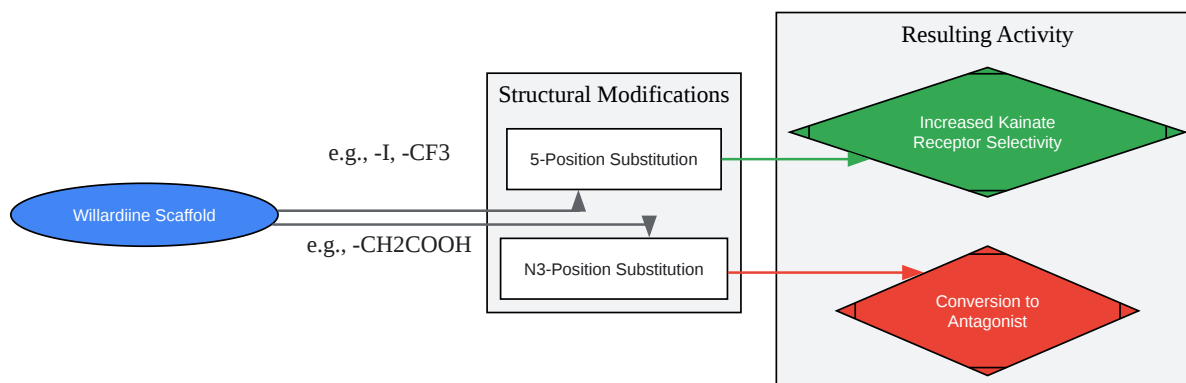 Resulting Activity
Structural Modifications
Increased Kainate
Receptor Selectivity
e.g., -I, -CF3
5-Position Substitution
Willardiine Scaffold
e.g., -CH2COOH
N3-Position Substitution
Conversion to
Antagonist